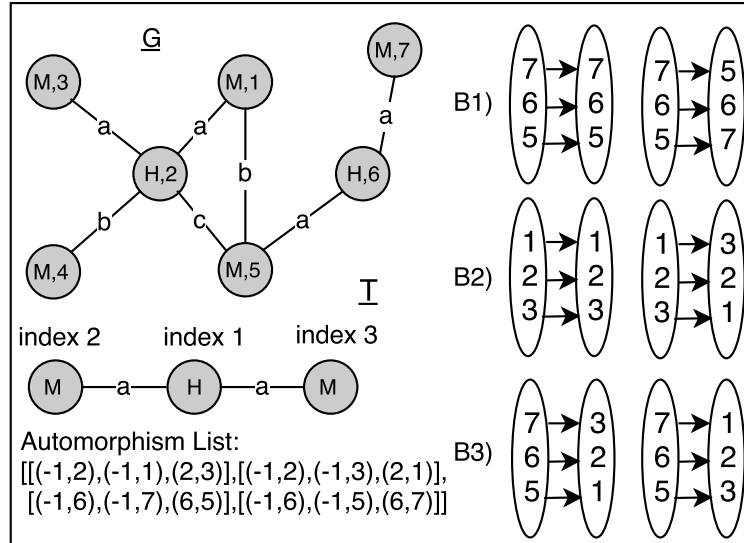 G
M,3
M,1
M,7
a
a
a
H,2
b
H,6
b
c
a
M,4
M,5
T
index 2
index 1
index 3
M
a
H
a
M
Automorphism List:
[[(-1,2),(-1,1),(2,3)],[(-1,2),(-1,3),(2,1)],
[(-1,6),(-1,7),(6,5)],[(-1,6),(-1,5),(6,7)]]
B1)
7 7
6 6
5 5
7 5
6 6
5 7
B2)
1 1
2 2
3 3
1 3
2 2
3 1
B3)
7 3
6 2
5 1
7 1
6 2
5 3